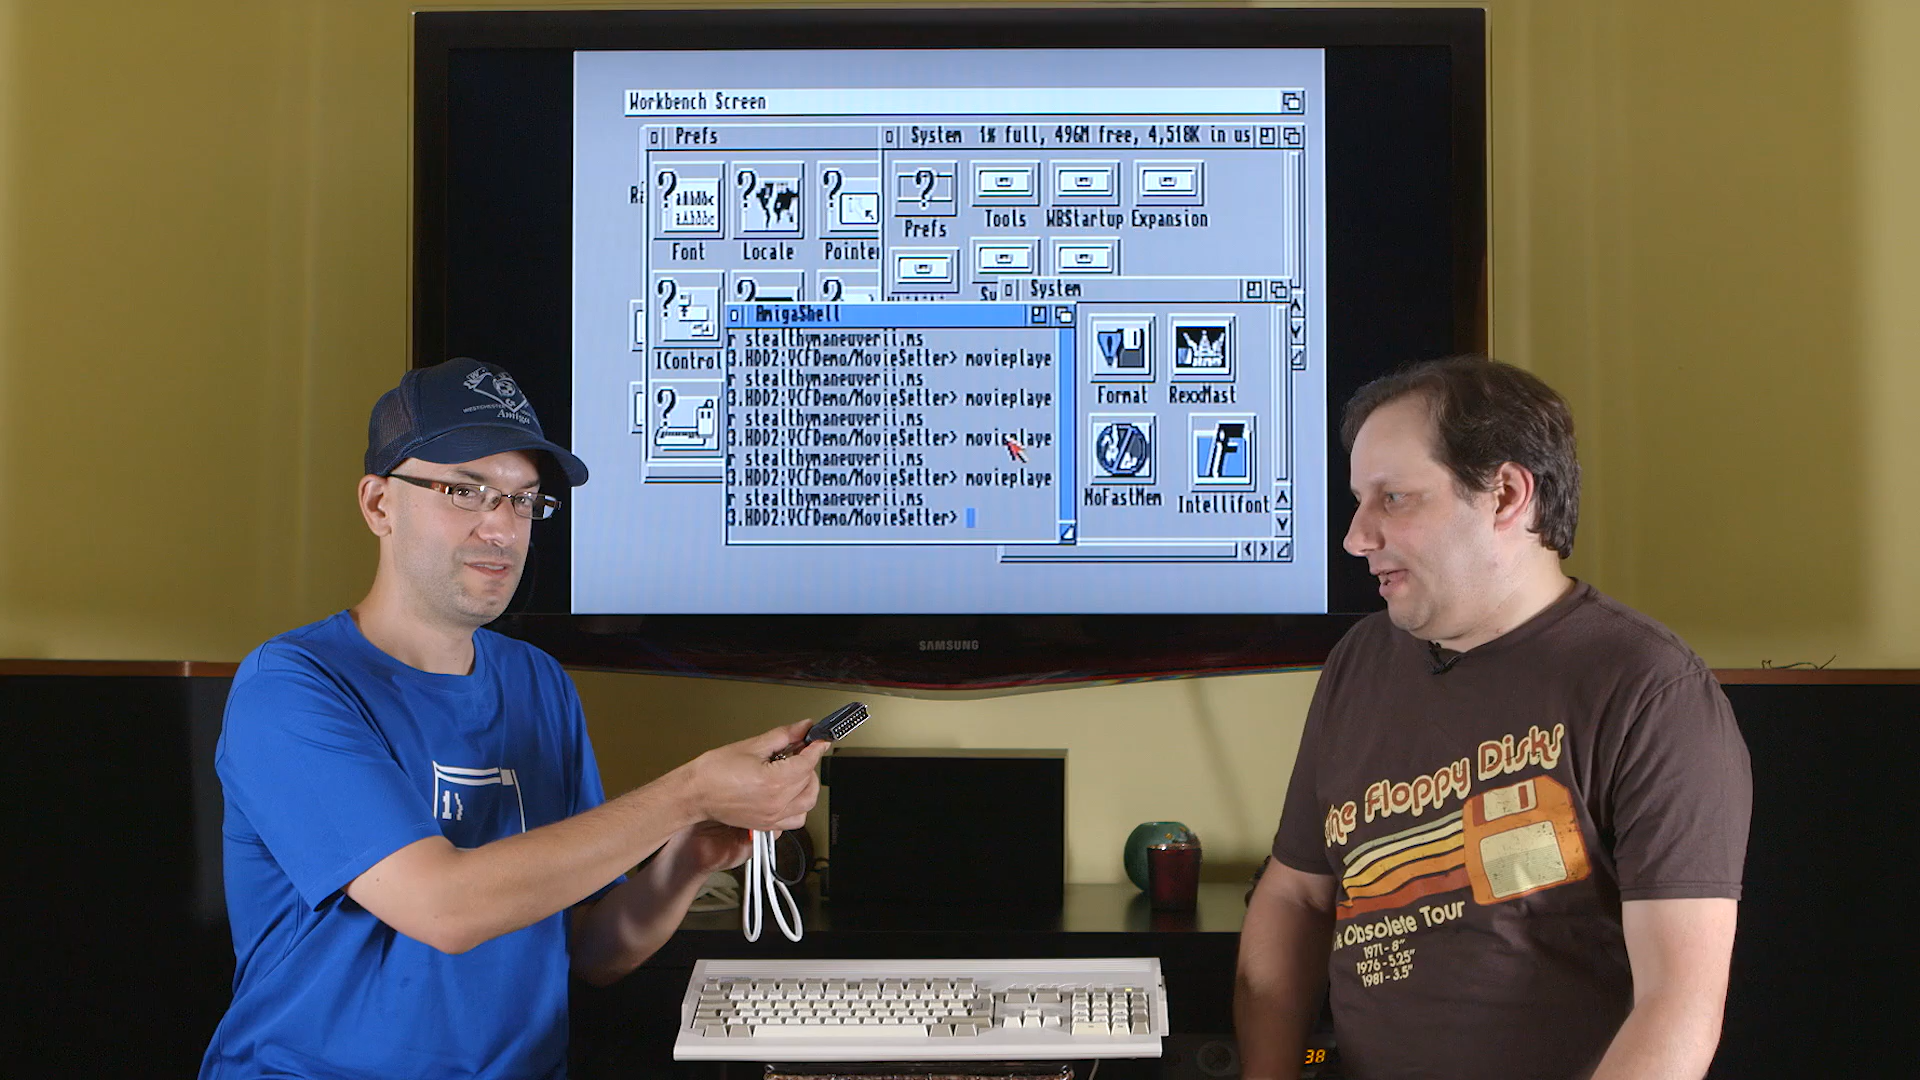 Workbench Screen
Prefs
System 1% full, 496M free, 4,518K in us
Font
Locale
Pointer
Prefs
Tools
WBStartup
Expansion
IControl
System
AmigaShell
r stealthymaneuverii.ms
3.HDD2:VCFDemo/MovieSetter> movieplaye
r stealthymaneuverii.ms
3.HDD2:VCFDemo/MovieSetter> movieplaye
r stealthymaneuverii.ms
3.HDD2:VCFDemo/MovieSetter> movieplaye
r stealthymaneuverii.ms
3.HDD2:VCFDemo/MovieSetter> movieplaye
r stealthymaneuverii.ms
3.HDD2:VCFDemo/MovieSetter>
Format
RexxMast
NoFastMem
Intellifont
SAMSUNG
WESTCHESTER
Amiga
1>
The Floppy Disks
Obsolete Tour
1971 - 8"
1976 - 5.25"
1981 - 3.5"
38